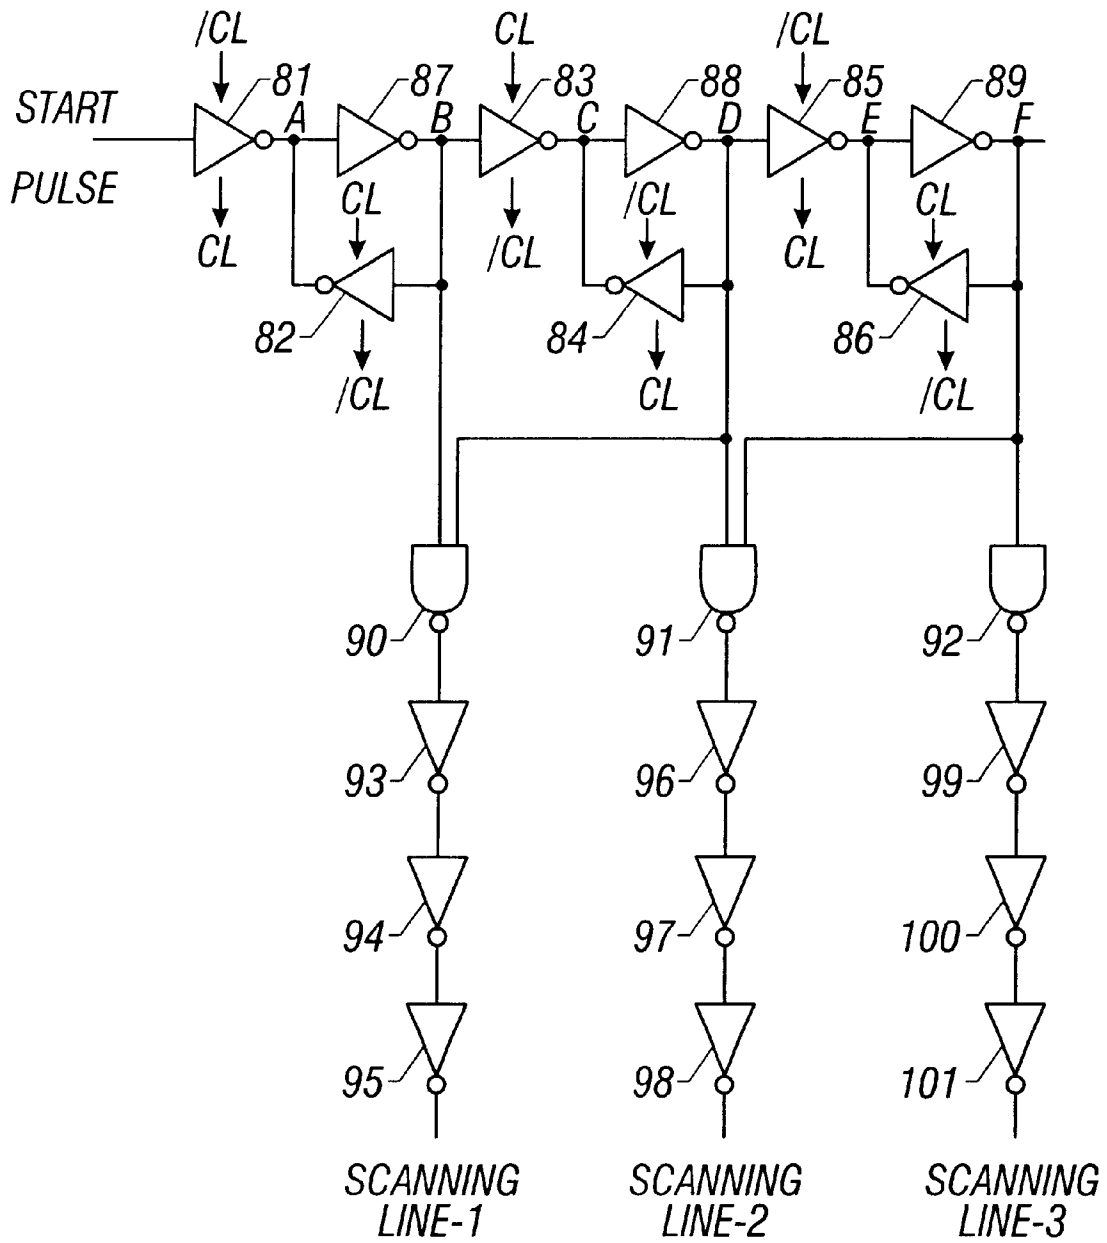 /CL
CL
/CL
81
87
83
88
85
89
START
A
B
C
D
E
F
PULSE
CL
/CL
CL
CL
/CL
CL
82
84
86
/CL
CL
/CL
90
91
92
93
96
99
94
97
100
95
98
101
SCANNING
LINE-1
SCANNING
LINE-2
SCANNING
LINE-3